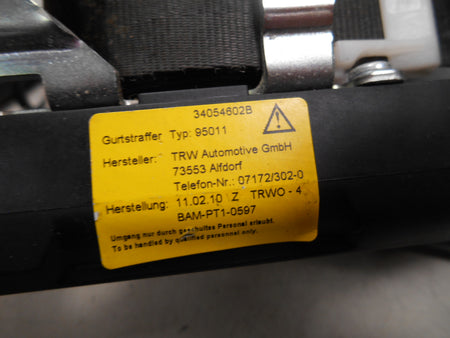 34054602B
Gurtstraffer Typ: 95011
Hersteller: TRW Automotive GmbH
73553 Alfdorf
Telefon-Nr.: 07172/302-0
Herstellung: 11.02.10 Z TRWO - 4
BAM-PT1-0597
Umgang nur durch geschultes Personal erlaubt.
To be handled by qualified personnel only.